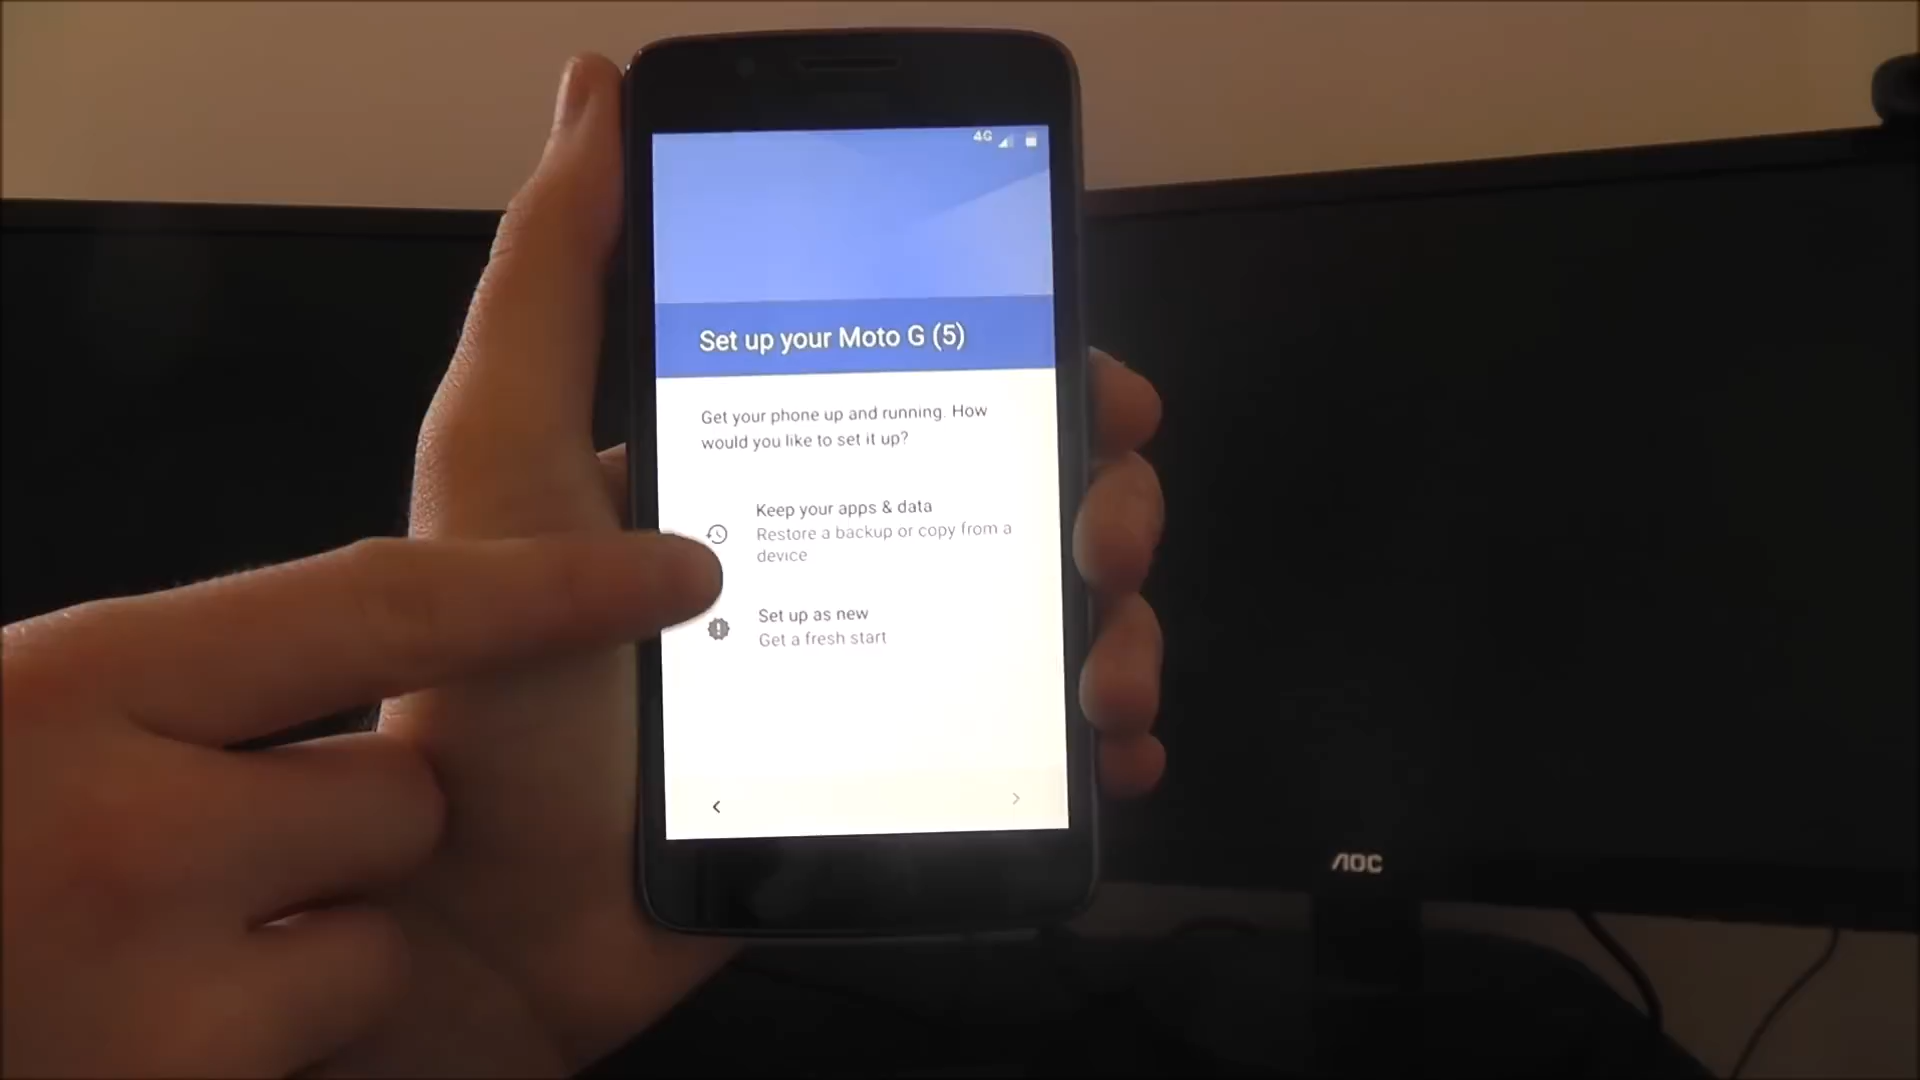 4G
Set up your Moto G (5)
Get your phone up and running. How
would you like to set it up?
Keep your apps & data
Restore a backup or copy from a
device
Set up as new
Get a fresh start
AOC